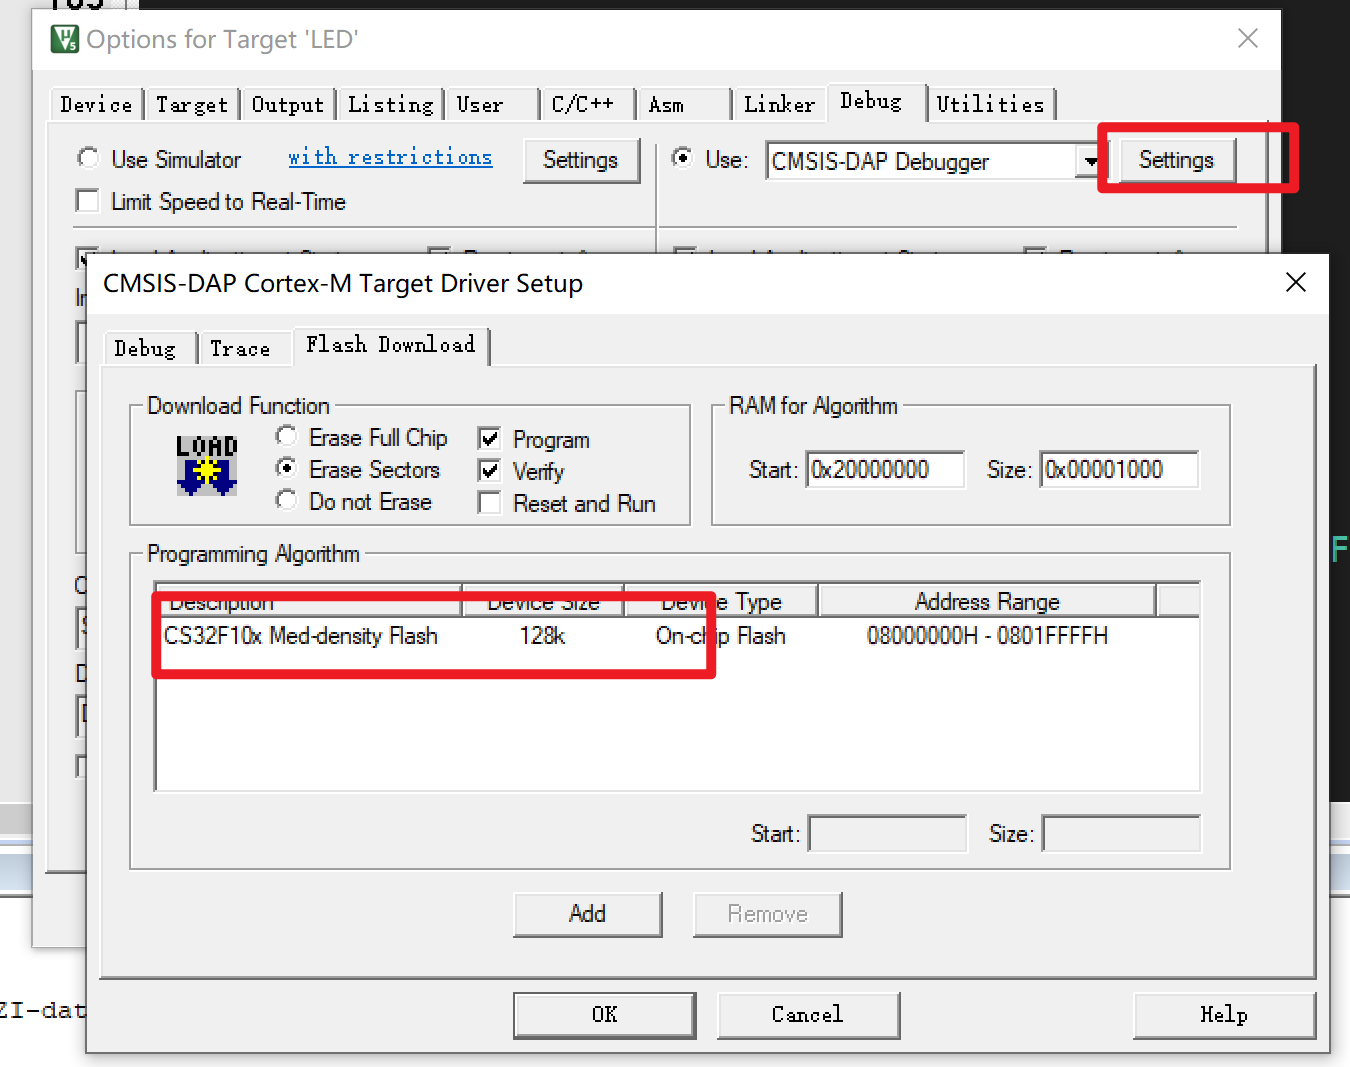 Options for Target 'LED'
Device Target Output Listing User C/C++ Asm Linker Debug Utilities
Use Simulator with restrictions Settings Use: CMSIS-DAP Debugger Settings
Limit Speed to Real-Time
CMSIS-DAP Cortex-M Target Driver Setup
Debug Trace Flash Download
Download Function RAM for Algorithm
LOAD Erase Full Chip Program
Erase Sectors Verify Start: 0x20000000 Size: 0x00001000
Do not Erase Reset and Run
Programming Algorithm
Description Device Size Device Type Address Range
CS32F10x Med-density Flash 128k On-chip Flash 08000000H - 0801FFFFH
Start: Size:
Add Remove
ZI-dat
OK Cancel Help